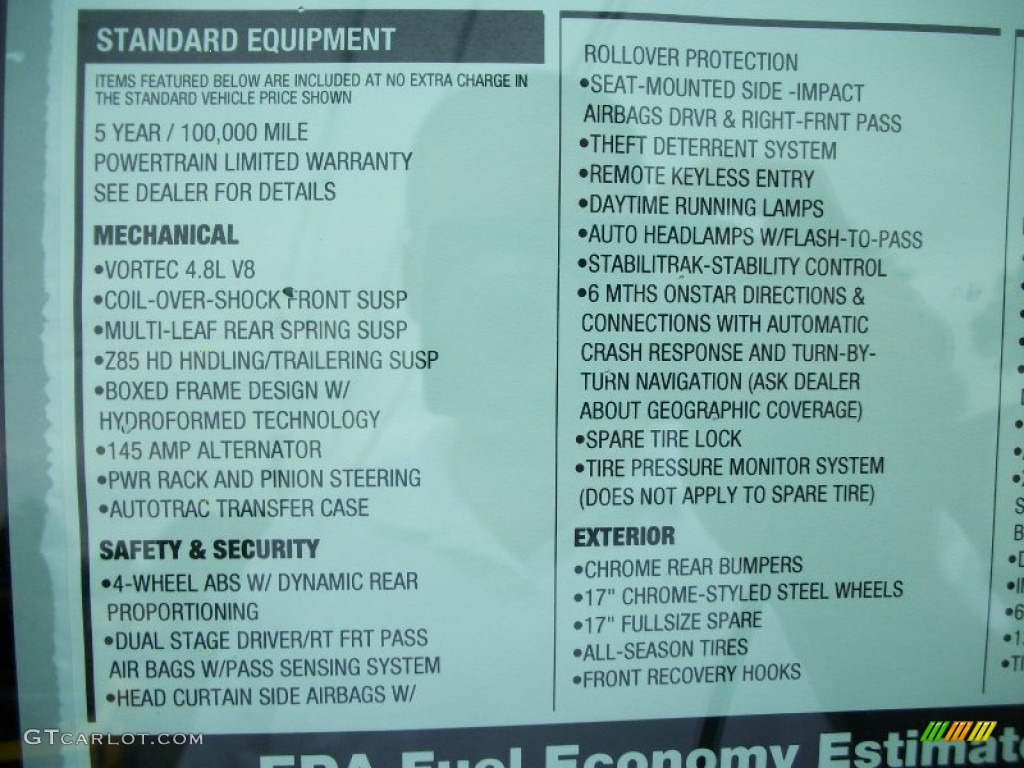 STANDARD EQUIPMENT
ITEMS FEATURED BELOW ARE INCLUDED AT NO EXTRA CHARGE IN
THE STANDARD VEHICLE PRICE SHOWN
5 YEAR / 100,000 MILE
POWERTRAIN LIMITED WARRANTY
SEE DEALER FOR DETAILS
MECHANICAL
•VORTEC 4.8L V8
•COIL-OVER-SHOCK FRONT SUSP
•MULTI-LEAF REAR SPRING SUSP
•Z85 HD HNDLING/TRAILERING SUSP
•BOXED FRAME DESIGN W/
HYDROFORMED TECHNOLOGY
•145 AMP ALTERNATOR
•PWR RACK AND PINION STEERING
•AUTOTRAC TRANSFER CASE
SAFETY & SECURITY
•4-WHEEL ABS W/ DYNAMIC REAR
PROPORTIONING
•DUAL STAGE DRIVER/RT FRT PASS
AIR BAGS W/PASS SENSING SYSTEM
•HEAD CURTAIN SIDE AIRBAGS W/
ROLLOVER PROTECTION
•SEAT-MOUNTED SIDE -IMPACT
AIRBAGS DRVR & RIGHT-FRNT PASS
•THEFT DETERRENT SYSTEM
•REMOTE KEYLESS ENTRY
•DAYTIME RUNNING LAMPS
•AUTO HEADLAMPS W/FLASH-TO-PASS
•STABILITRAK-STABILITY CONTROL
•6 MTHS ONSTAR DIRECTIONS &
CONNECTIONS WITH AUTOMATIC
CRASH RESPONSE AND TURN-BY-
TURN NAVIGATION (ASK DEALER
ABOUT GEOGRAPHIC COVERAGE)
•SPARE TIRE LOCK
•TIRE PRESSURE MONITOR SYSTEM
(DOES NOT APPLY TO SPARE TIRE)
EXTERIOR
•CHROME REAR BUMPERS
•17" CHROME-STYLED STEEL WHEELS
•17" FULLSIZE SPARE
•ALL-SEASON TIRES
•FRONT RECOVERY HOOKS
EPA Fuel Economy Estimate
GTCARLOT.COM